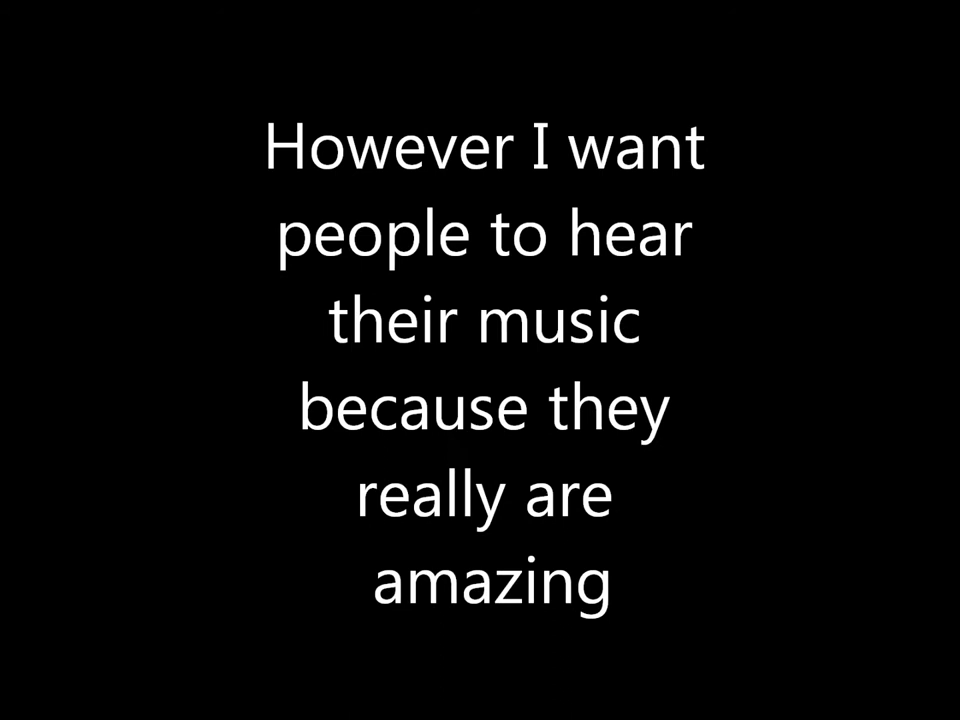 However I want
people to hear
their music
because they
really are
amazing